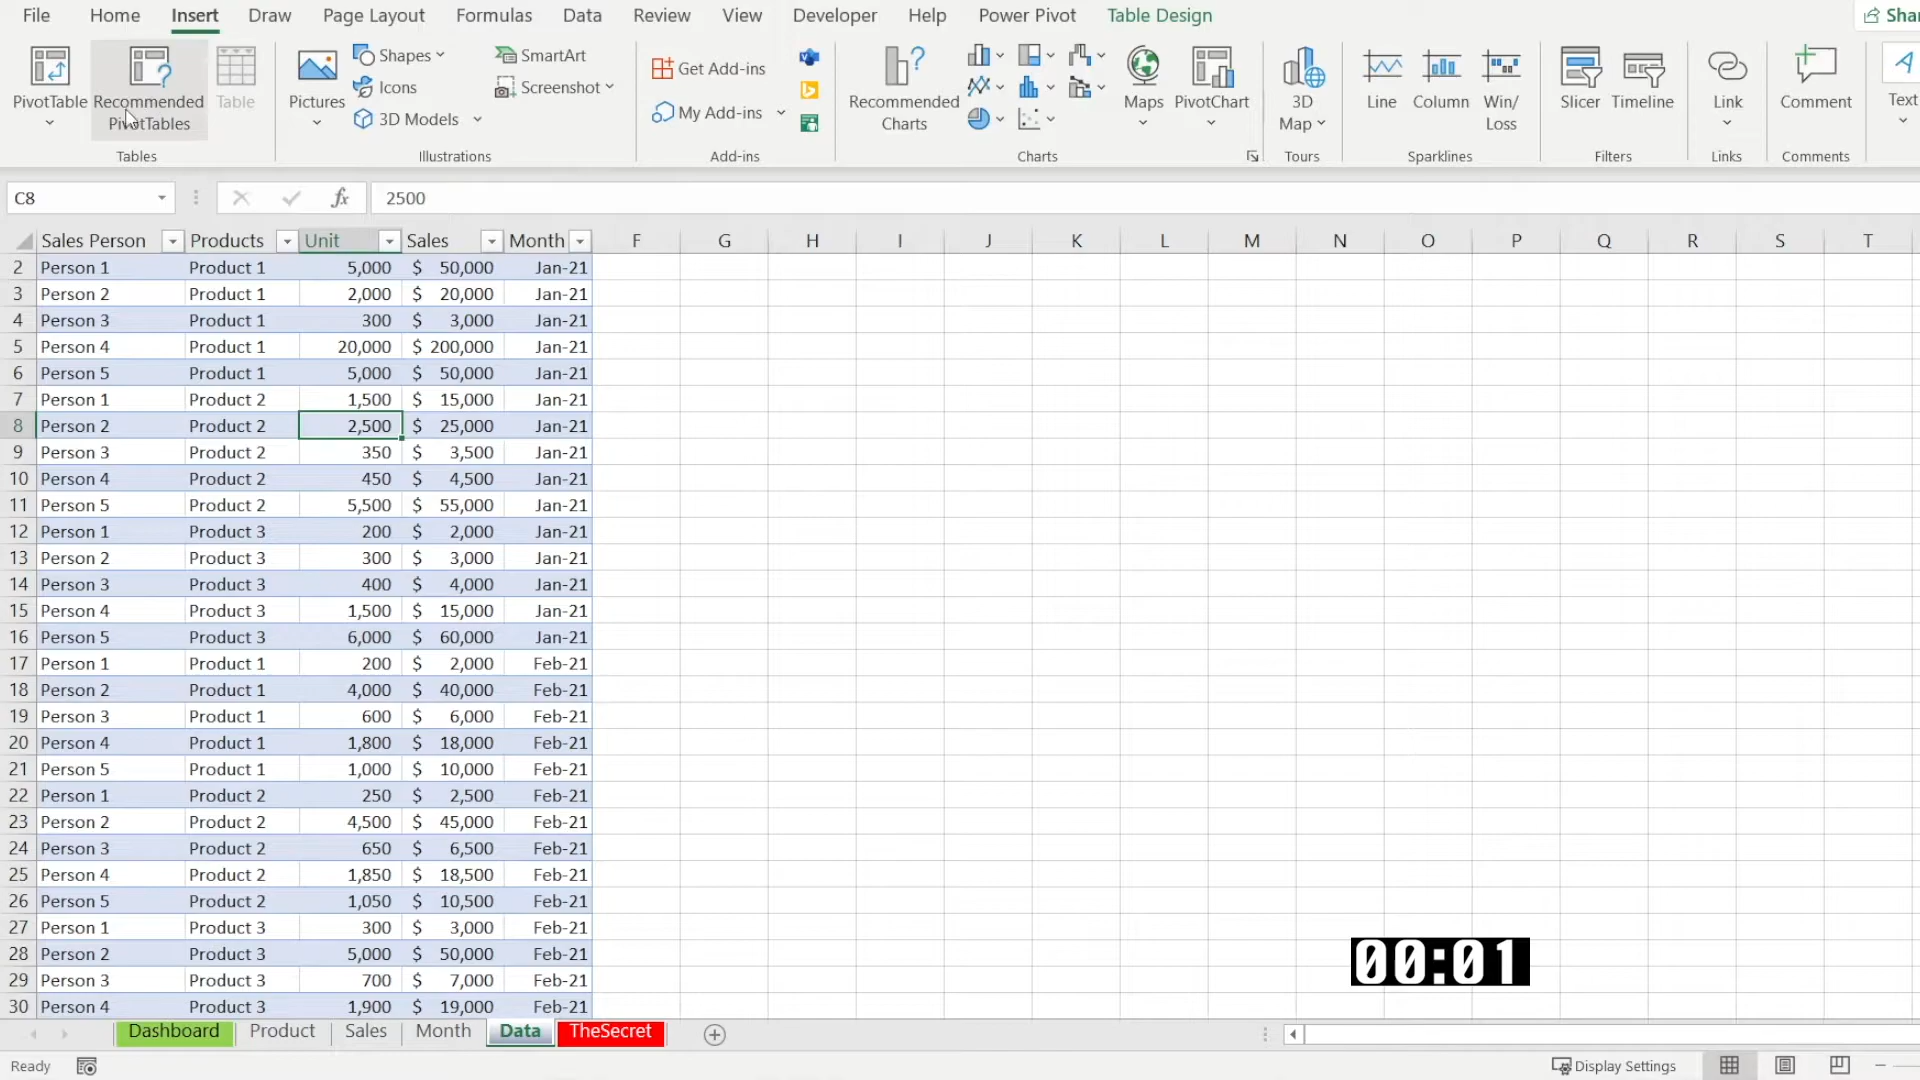 File Home Insert Draw Page Layout Formulas Data Review View Developer Help Power Pivot Table Design Shar
PivotTable
Recommended
PivotTables
Table
Tables
Pictures
Shapes
Icons
3D Models
SmartArt
Screenshot
Illustrations
Get Add-ins
My Add-ins
Add-ins
Recommended
Charts
Maps
PivotChart
Charts
3D
Map
Tours
Line
Column
Win/
Loss
Sparklines
Slicer
Timeline
Filters
Link
Links
Comment
Comments
Text
C8 fx 2500
Sales Person Products Unit Sales Month F G H I J K L M N O P Q R S T
2 Person 1 Product 1 5,000 $ 50,000 Jan-21
3 Person 2 Product 1 2,000 $ 20,000 Jan-21
4 Person 3 Product 1 300 $ 3,000 Jan-21
5 Person 4 Product 1 20,000 $ 200,000 Jan-21
6 Person 5 Product 1 5,000 $ 50,000 Jan-21
7 Person 1 Product 2 1,500 $ 15,000 Jan-21
8 Person 2 Product 2 2,500 $ 25,000 Jan-21
9 Person 3 Product 2 350 $ 3,500 Jan-21
10 Person 4 Product 2 450 $ 4,500 Jan-21
11 Person 5 Product 2 5,500 $ 55,000 Jan-21
12 Person 1 Product 3 200 $ 2,000 Jan-21
13 Person 2 Product 3 300 $ 3,000 Jan-21
14 Person 3 Product 3 400 $ 4,000 Jan-21
15 Person 4 Product 3 1,500 $ 15,000 Jan-21
16 Person 5 Product 3 6,000 $ 60,000 Jan-21
17 Person 1 Product 1 200 $ 2,000 Feb-21
18 Person 2 Product 1 4,000 $ 40,000 Feb-21
19 Person 3 Product 1 600 $ 6,000 Feb-21
20 Person 4 Product 1 1,800 $ 18,000 Feb-21
21 Person 5 Product 1 1,000 $ 10,000 Feb-21
22 Person 1 Product 2 250 $ 2,500 Feb-21
23 Person 2 Product 2 4,500 $ 45,000 Feb-21
24 Person 3 Product 2 650 $ 6,500 Feb-21
25 Person 4 Product 2 1,850 $ 18,500 Feb-21
26 Person 5 Product 2 1,050 $ 10,500 Feb-21
27 Person 1 Product 3 300 $ 3,000 Feb-21
28 Person 2 Product 3 5,000 $ 50,000 Feb-21
29 Person 3 Product 3 700 $ 7,000 Feb-21
30 Person 4 Product 3 1,900 $ 19,000 Feb-21
00:01
Dashboard Product Sales Month Data TheSecret
Ready Display Settings